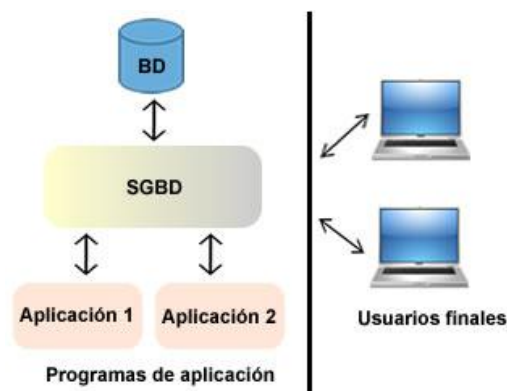 BD
SGBD
Aplicación 1
Aplicación 2
Programas de aplicación
Usuarios finales